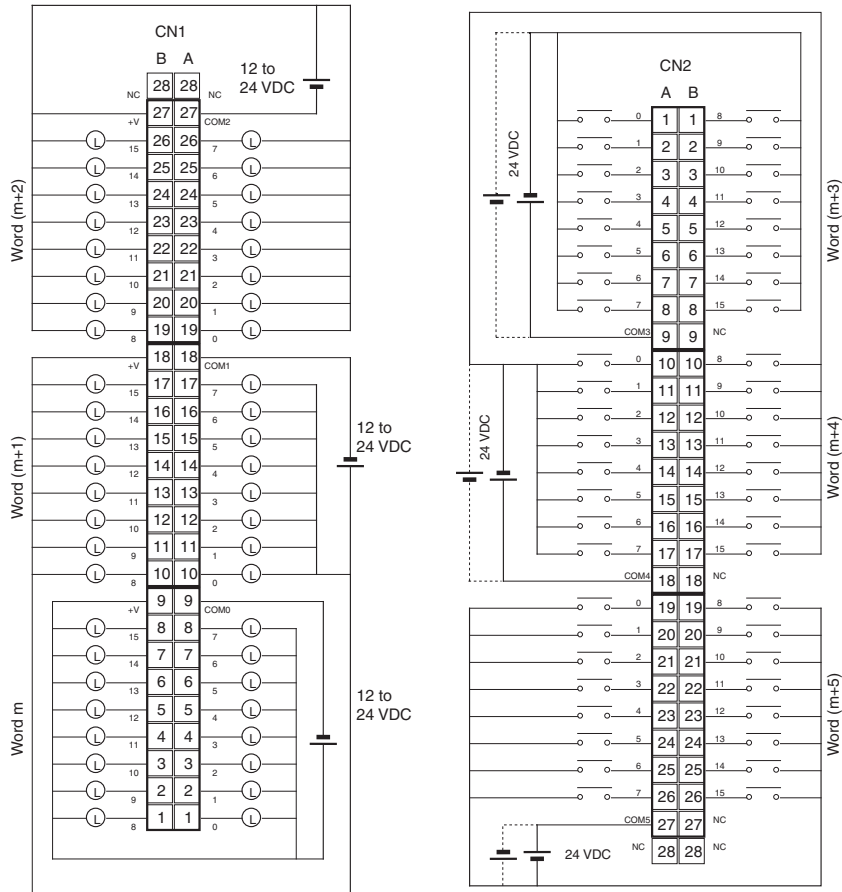 CN1
B A
12 to
24 VDC
NC 28 28 NC
+V 27 27 COM2
L 15 26 26 7 L
L 14 25 25 6 L
L 13 24 24 5 L
L 12 23 23 4 L
L 11 22 22 3 L
L 10 21 21 2 L
L 9 20 20 1 L
L 8 19 19 0 L
Word (m+2)
+V 18 18 COM1
L 15 17 17 7 L
L 14 16 16 6 L
L 13 15 15 5 L
L 12 14 14 4 L
L 11 13 13 3 L
L 10 12 12 2 L
L 9 11 11 1 L
L 8 10 10 0 L
Word (m+1)
12 to
24 VDC
+V 9 9 COM0
L 15 8 8 7 L
L 14 7 7 6 L
L 13 6 6 5 L
L 12 5 5 4 L
L 11 4 4 3 L
L 10 3 3 2 L
L 9 2 2 1 L
L 8 1 1 0 L
Word m
12 to
24 VDC
CN2
A B
24 VDC
0 1 1 8
1 2 2 9
2 3 3 10
3 4 4 11
4 5 5 12
5 6 6 13
6 7 7 14
7 8 8 15
COM3 9 9 NC
Word (m+3)
24 VDC
0 10 10 8
1 11 11 9
2 12 12 10
3 13 13 11
4 14 14 12
5 15 15 13
6 16 16 14
7 17 17 15
COM4 18 18 NC
Word (m+4)
0 19 19 8
1 20 20 9
2 21 21 10
3 22 22 11
4 23 23 12
5 24 24 13
6 25 25 14
7 26 26 15
COM5 27 27 NC
NC 28 28 NC
Word (m+5)
24 VDC